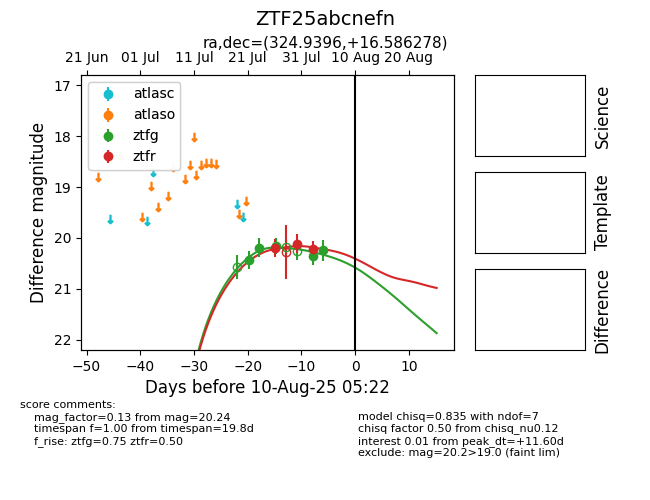 ZTF25abcnefn
ra,dec=(324.9396,+16.586278)
21 Jun 01 Jul 11 Jul 21 Jul 31 Jul 10 Aug 20 Aug
17
18
19
20
21
22
Difference magnitude
atlasc
atlaso
ztfg
ztfr
−50 −40 −30 −20 −10 0 10
Days before 10-Aug-25 05:22
Science
Template
Difference
score comments:
mag_factor=0.13 from mag=20.24
timespan f=1.00 from timespan=19.8d
f_rise: ztfg=0.75 ztfr=0.50
model chisq=0.835 with ndof=7
chisq factor 0.50 from chisq_nu0.12
interest 0.01 from peak_dt=+11.60d
exclude: mag=20.2>19.0 (faint lim)